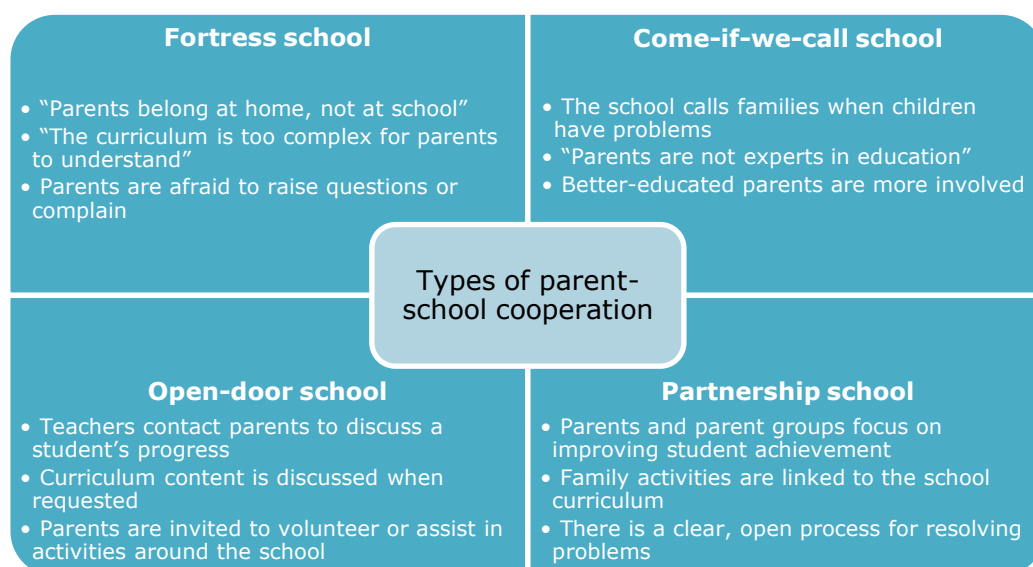 Fortress school
• “Parents belong at home, not at school”
• “The curriculum is too complex for parents
to understand”
• Parents are afraid to raise questions or
complain
Come-if-we-call school
• The school calls families when children
have problems
• “Parents are not experts in education”
• Better-educated parents are more involved
Types of parent-
school cooperation
Open-door school
• Teachers contact parents to discuss a
student’s progress
• Curriculum content is discussed when
requested
• Parents are invited to volunteer or assist in
activities around the school
Partnership school
• Parents and parent groups focus on
improving student achievement
• Family activities are linked to the school
curriculum
• There is a clear, open process for resolving
problems